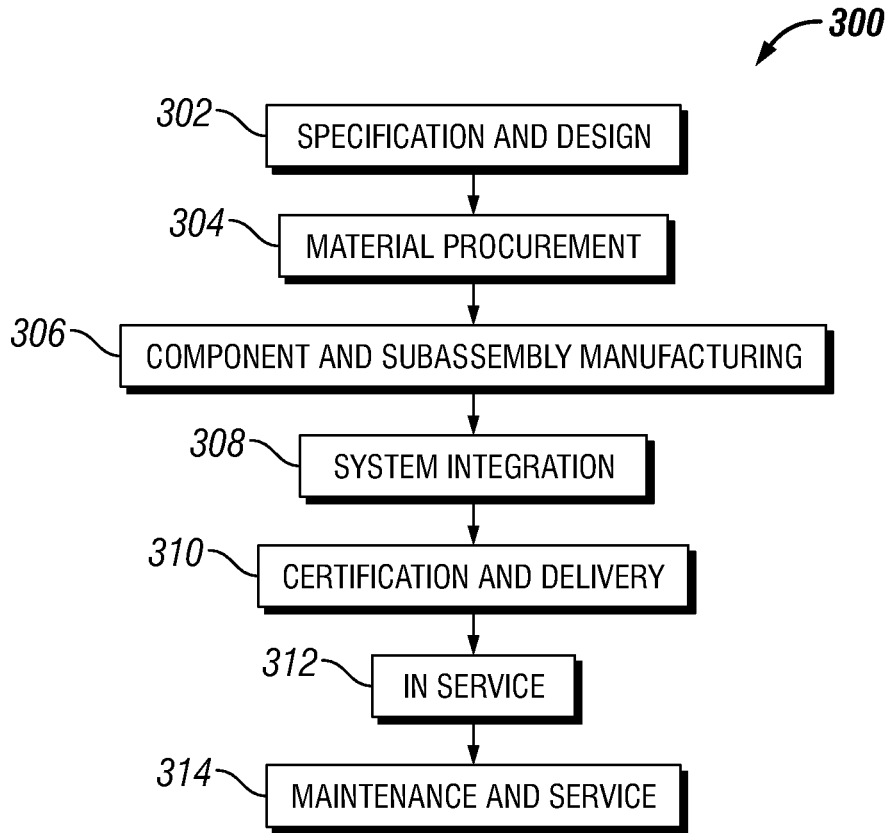 300
302
SPECIFICATION AND DESIGN
304
MATERIAL PROCUREMENT
306
COMPONENT AND SUBASSEMBLY MANUFACTURING
308
SYSTEM INTEGRATION
310
CERTIFICATION AND DELIVERY
312
IN SERVICE
314
MAINTENANCE AND SERVICE